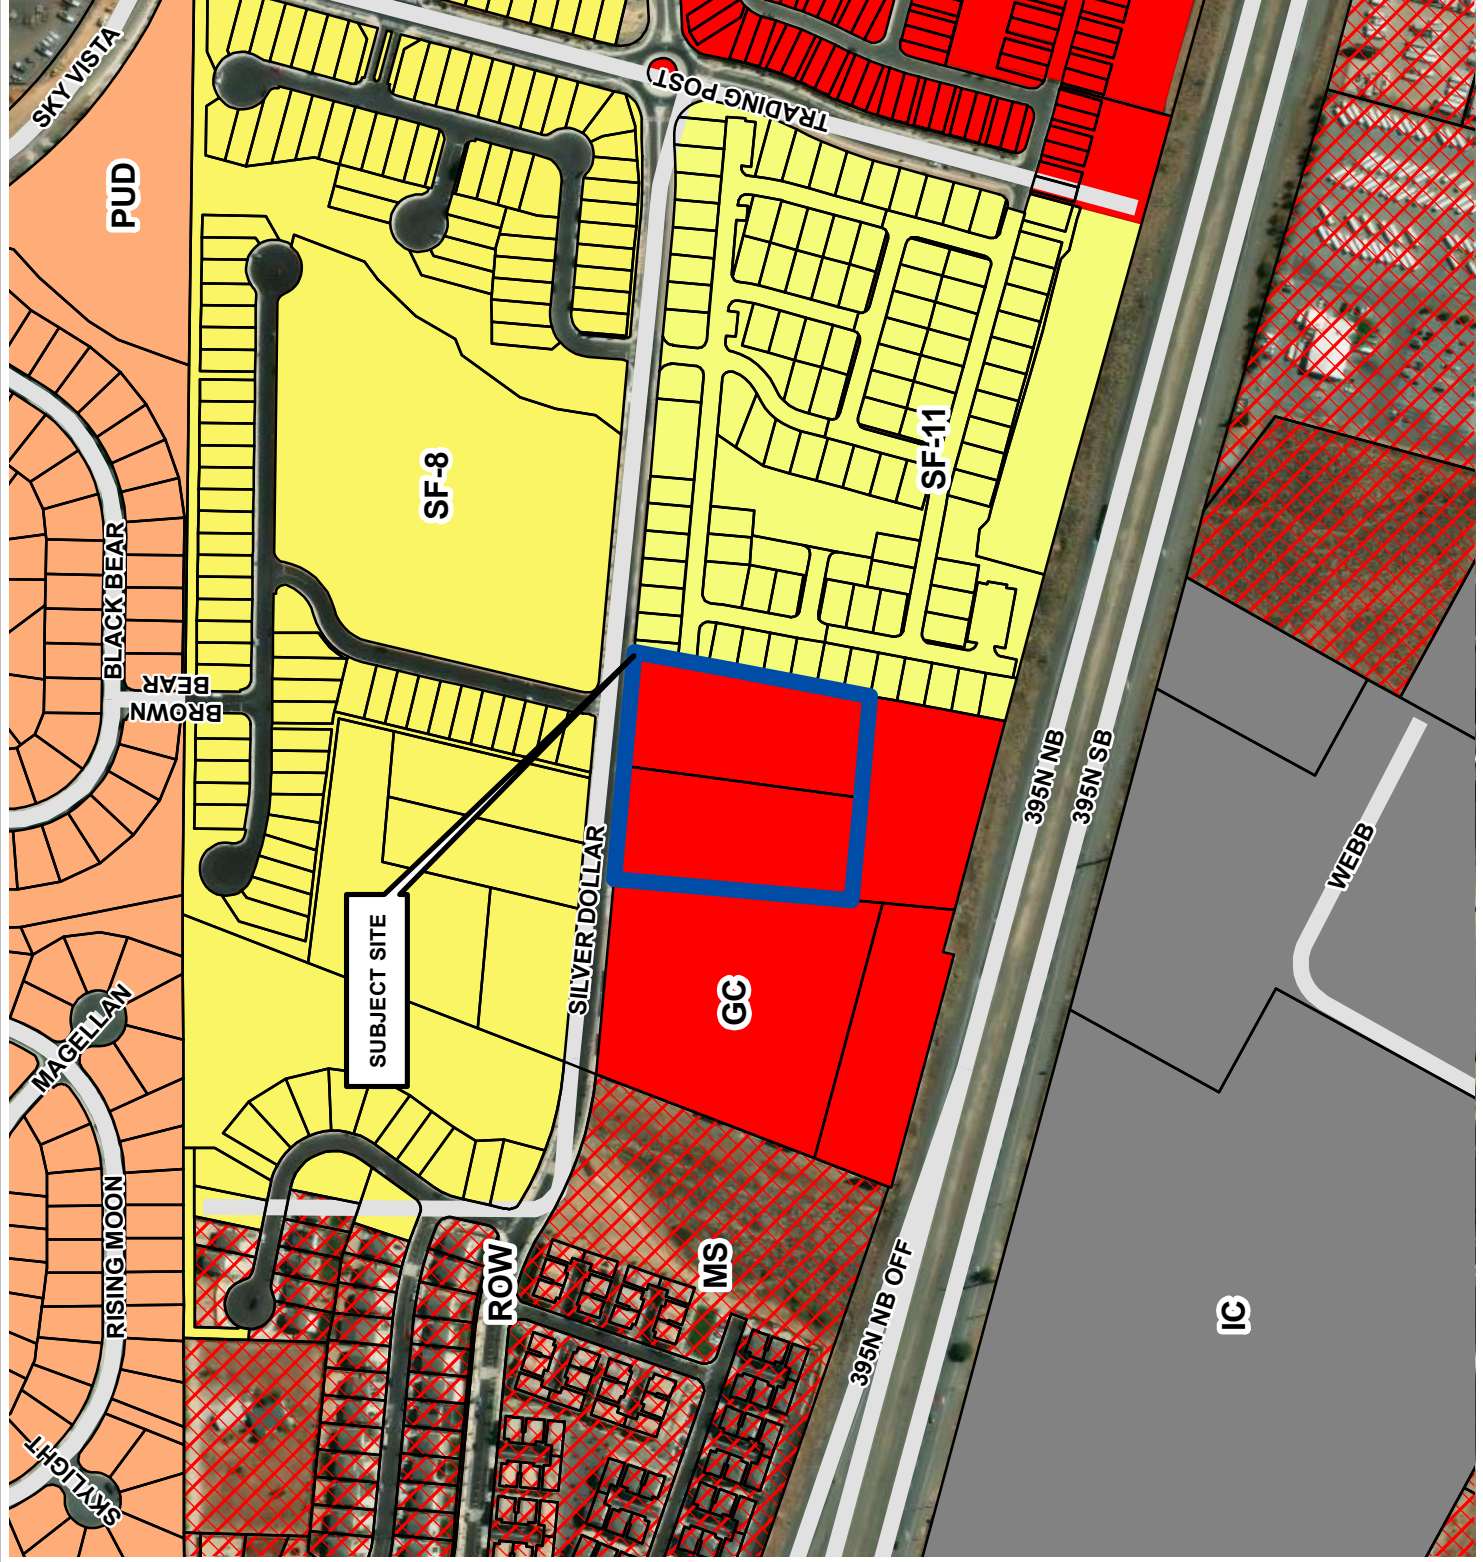 SKY VISTA
TRADING POST
PUD
SF-8
SF-11
BLACK BEAR
BROWN
BEAR
395N NB
395N SB
WEBB
SILVER DOLLAR
SUBJECT SITE
GC
MAGELLAN
RISING MOON
ROW
MS
395N NB OFF
IC
SKYLIGHT